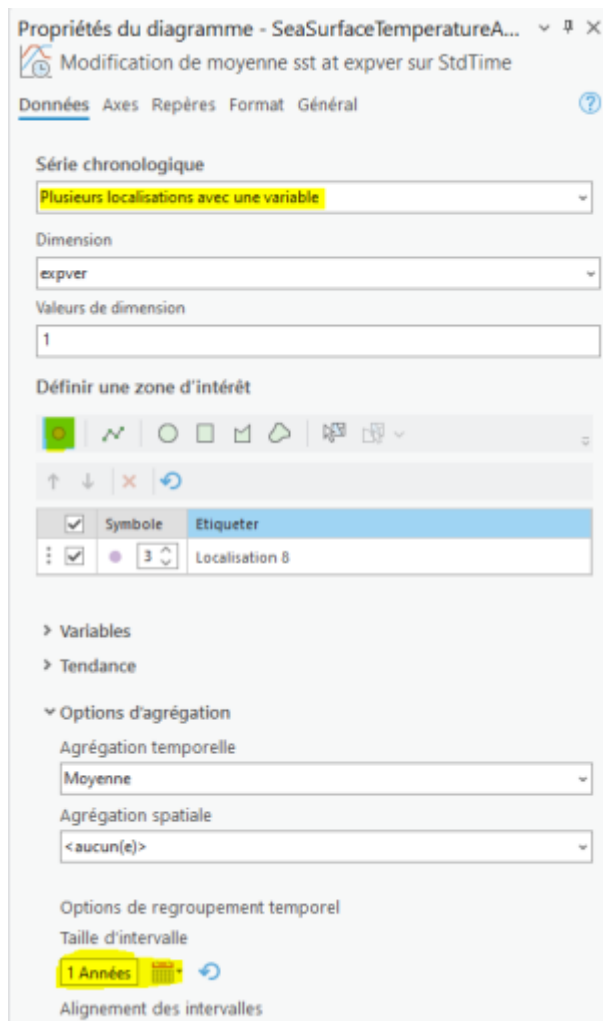 Propriétés du diagramme - SeaSurfaceTemperatureA...
Modification de moyenne sst at expver sur StdTime
Données Axes Repères Format Général
Série chronologique
Plusieurs localisations avec une variable
Dimension
expver
Valeurs de dimension
1
Définir une zone d'intérêt
Symbole Etiqueter
3 Localisation 8
Variables
Tendance
Options d'agrégation
Agrégation temporelle
Moyenne
Agrégation spatiale
<aucun(e)>
Options de regroupement temporel
Taille d'intervalle
1 Années
Alignement des intervalles